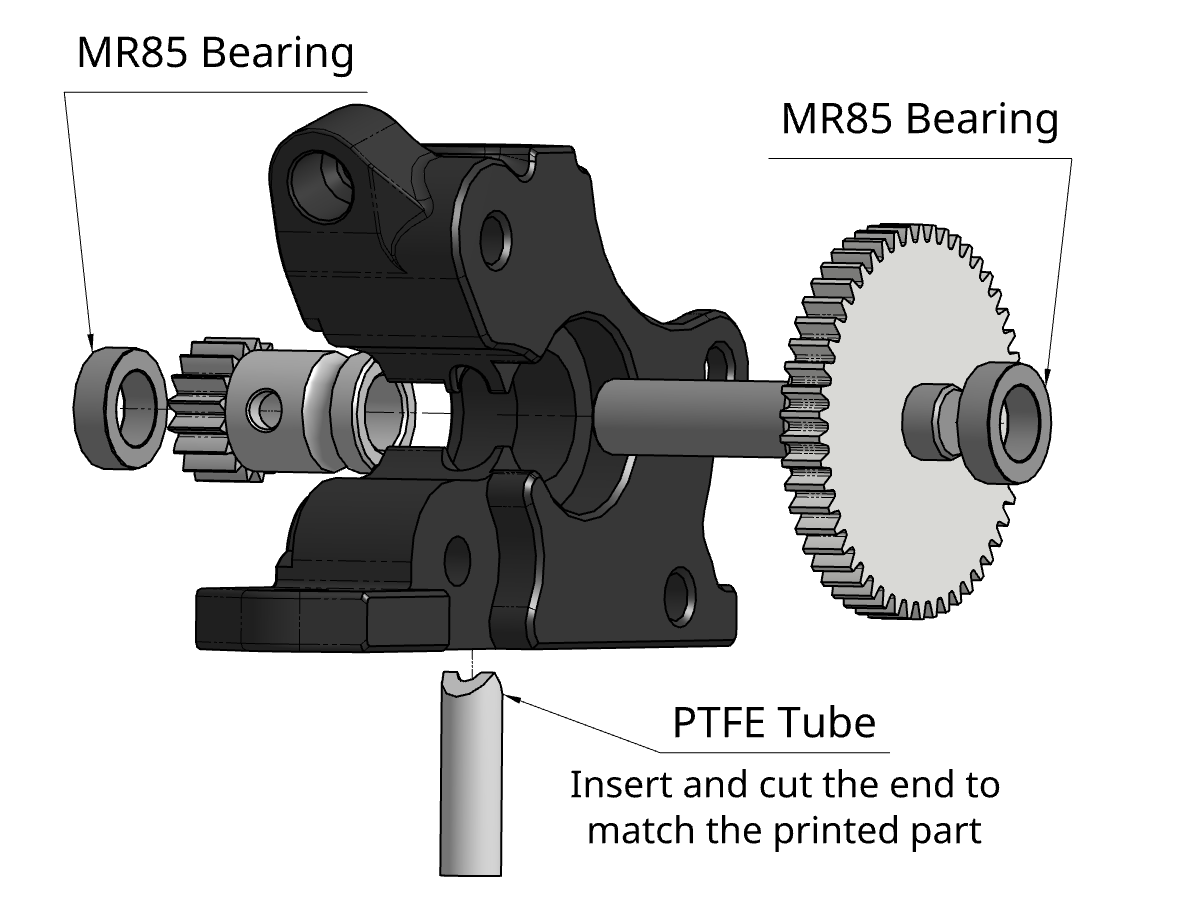 MR85 Bearing
MR85 Bearing
PTFE Tube
Insert and cut the end to
match the printed part